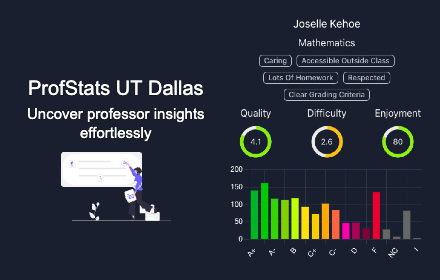 ProfStats UT Dallas
Uncover professor insights
effortlessly
Joselle Kehoe
Mathematics
Caring
Accessible Outside Class
Lots Of Homework
Respected
Clear Grading Criteria
Quality
Difficulty
Enjoyment
4.1
2.6
80
200
150
100
50
0
A+
A-
B
C+
C-
D
F
NC
I